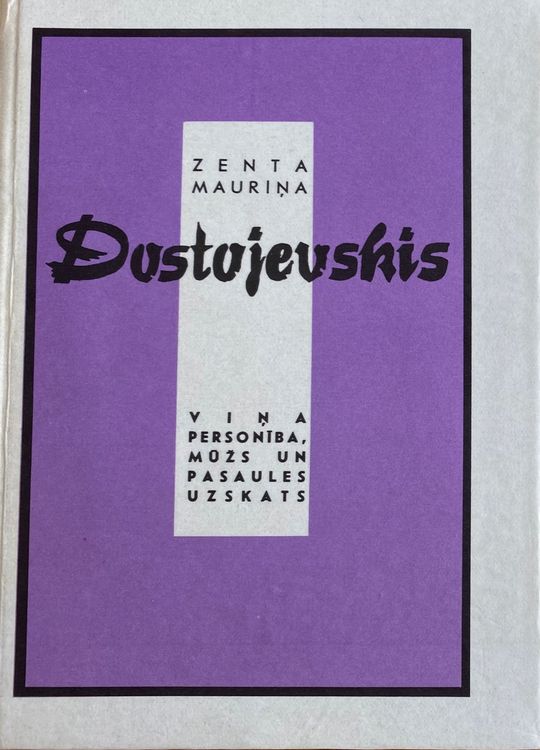 ZENTA
MAURIŅA
Dostojevskis
VIŅA
PERSONĪBA,
MŪŽS UN
PASAULES
UZSKATS